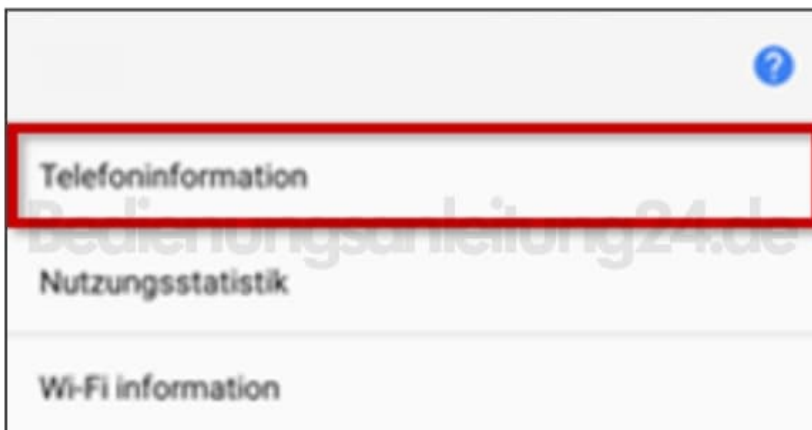 ?
Telefoninformation
Bedienungsanleitung24.de
Nutzungsstatistik
Wi-Fi information